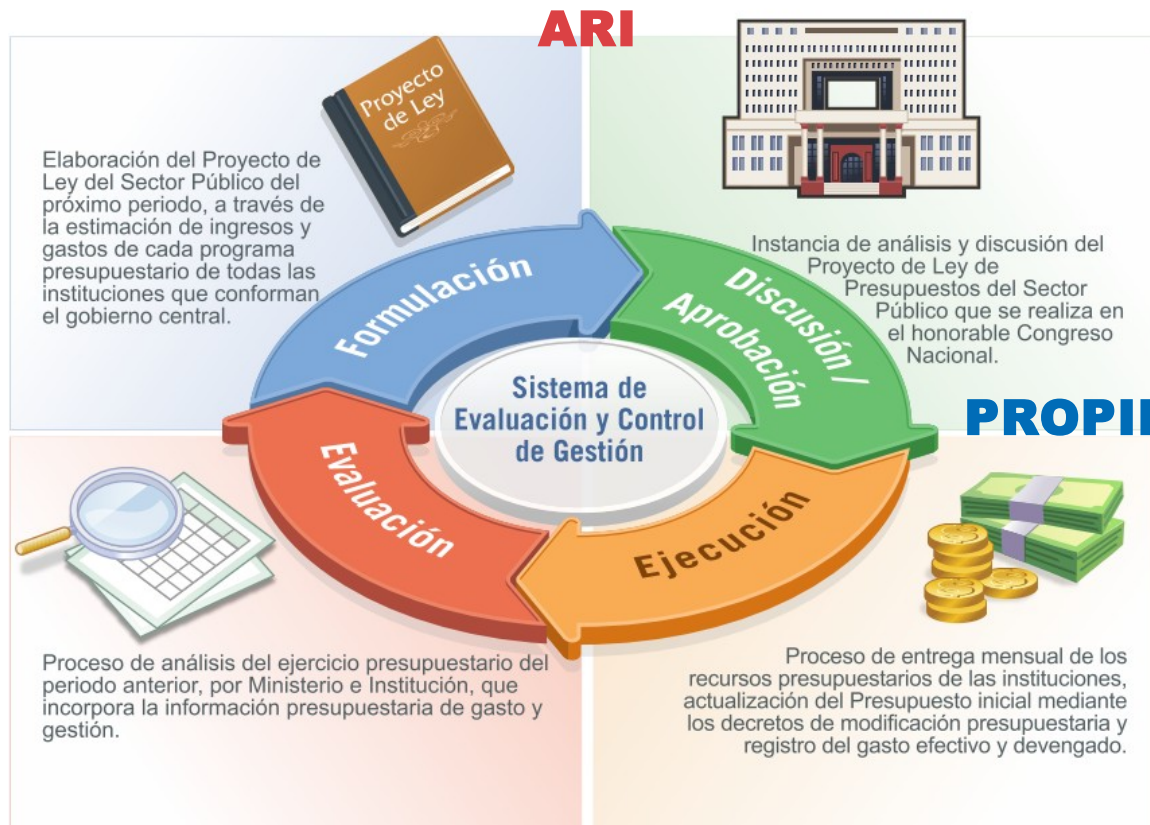 ARI
Proyecto
de Ley
Elaboración del Proyecto de
Ley del Sector Público del
próximo periodo, a través de
la estimación de ingresos y
gastos de cada programa
presupuestario de todas las
instituciones que conforman
el gobierno central.
Instancia de análisis y discusión del
Proyecto de Ley de
Presupuestos del Sector
Público que se realiza en
el honorable Congreso
Nacional.
Formulación
Discusión /
Aprobación
Sistema de
Evaluación y Control
de Gestión
PROPIE
Evaluación
Ejecución
Proceso de análisis del ejercicio presupuestario del
periodo anterior, por Ministerio e Institución, que
incorpora la información presupuestaria de gasto y
gestión.
Proceso de entrega mensual de los
recursos presupuestarios de las instituciones,
actualización del Presupuesto inicial mediante
los decretos de modificación presupuestaria y
registro del gasto efectivo y devengado.